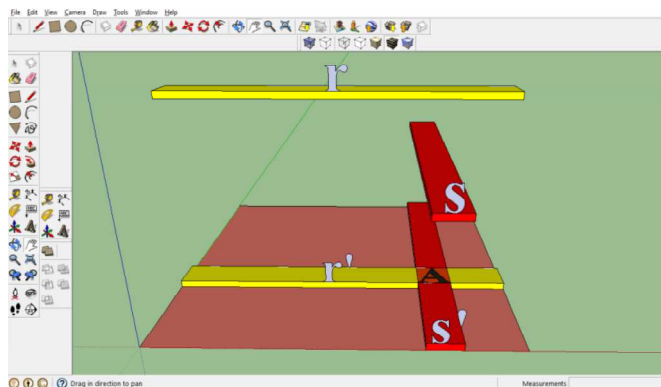 File Edit View Camera Draw Tools Window Help
r
S
r'
A
s'
Drag in direction to pan
Measurements